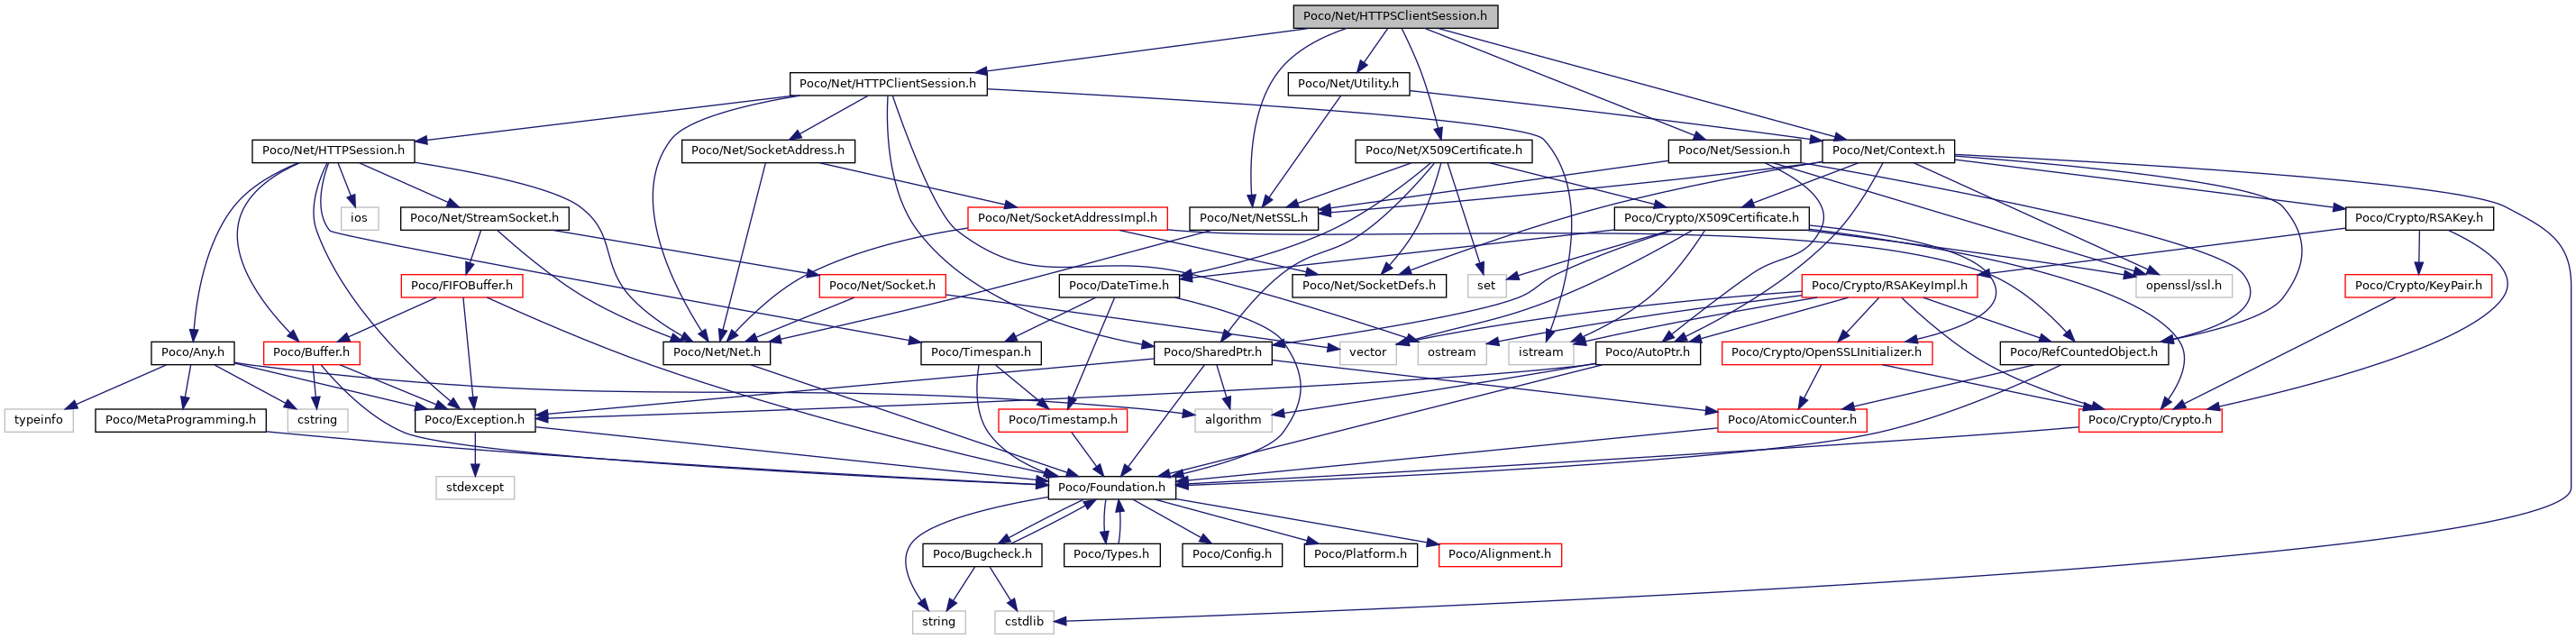 Poco/Net/HTTPSClientSession.h
Poco/Net/HTTPClientSession.h
Poco/Net/Utility.h
Poco/Net/HTTPSession.h
Poco/Net/SocketAddress.h
Poco/Net/X509Certificate.h
Poco/Net/Session.h
Poco/Net/Context.h
ios
Poco/Net/StreamSocket.h
Poco/Net/SocketAddressImpl.h
Poco/Net/NetSSL.h
Poco/Crypto/X509Certificate.h
Poco/Crypto/RSAKey.h
Poco/FIFOBuffer.h
Poco/Net/Socket.h
Poco/DateTime.h
Poco/Net/SocketDefs.h
set
Poco/Crypto/RSAKeyImpl.h
openssl/ssl.h
Poco/Crypto/KeyPair.h
Poco/Any.h
Poco/Buffer.h
Poco/Net/Net.h
Poco/Timespan.h
Poco/SharedPtr.h
vector
ostream
istream
Poco/AutoPtr.h
Poco/Crypto/OpenSSLInitializer.h
Poco/RefCountedObject.h
typeinfo
Poco/MetaProgramming.h
cstring
Poco/Exception.h
algorithm
Poco/Timestamp.h
Poco/AtomicCounter.h
Poco/Crypto/Crypto.h
stdexcept
Poco/Foundation.h
Poco/Bugcheck.h
Poco/Types.h
Poco/Config.h
Poco/Platform.h
Poco/Alignment.h
string
cstdlib